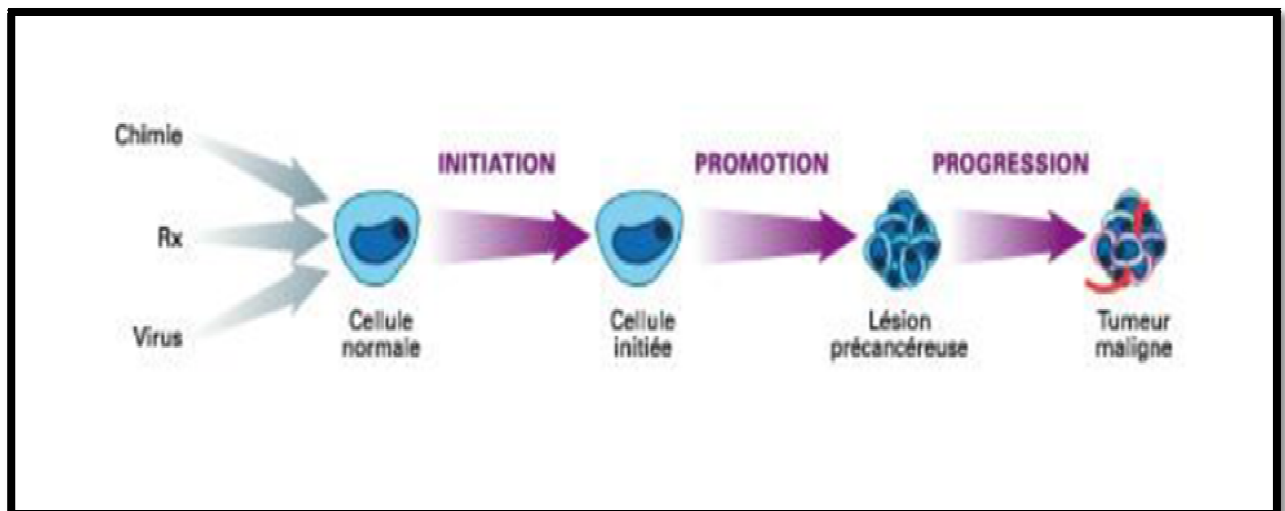 Chimie
Rx
Virus
INITIATION
PROMOTION
PROGRESSION
Cellule
normale
Cellule
initiée
Lésion
précancéreuse
Tumeur
maligne